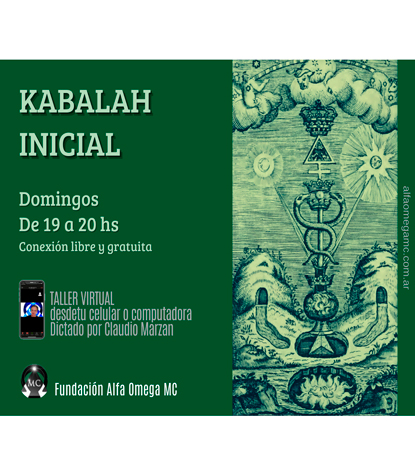 KABALAH
INICIAL
Domingos
De 19 a 20 hs
Conexión libre y gratuita
TALLER VIRTUAL
desdetu celular o computadora
Dictado por Claudio Marzan
MC
Fundación Alfa Omega MC
alfaomegamc.com.ar